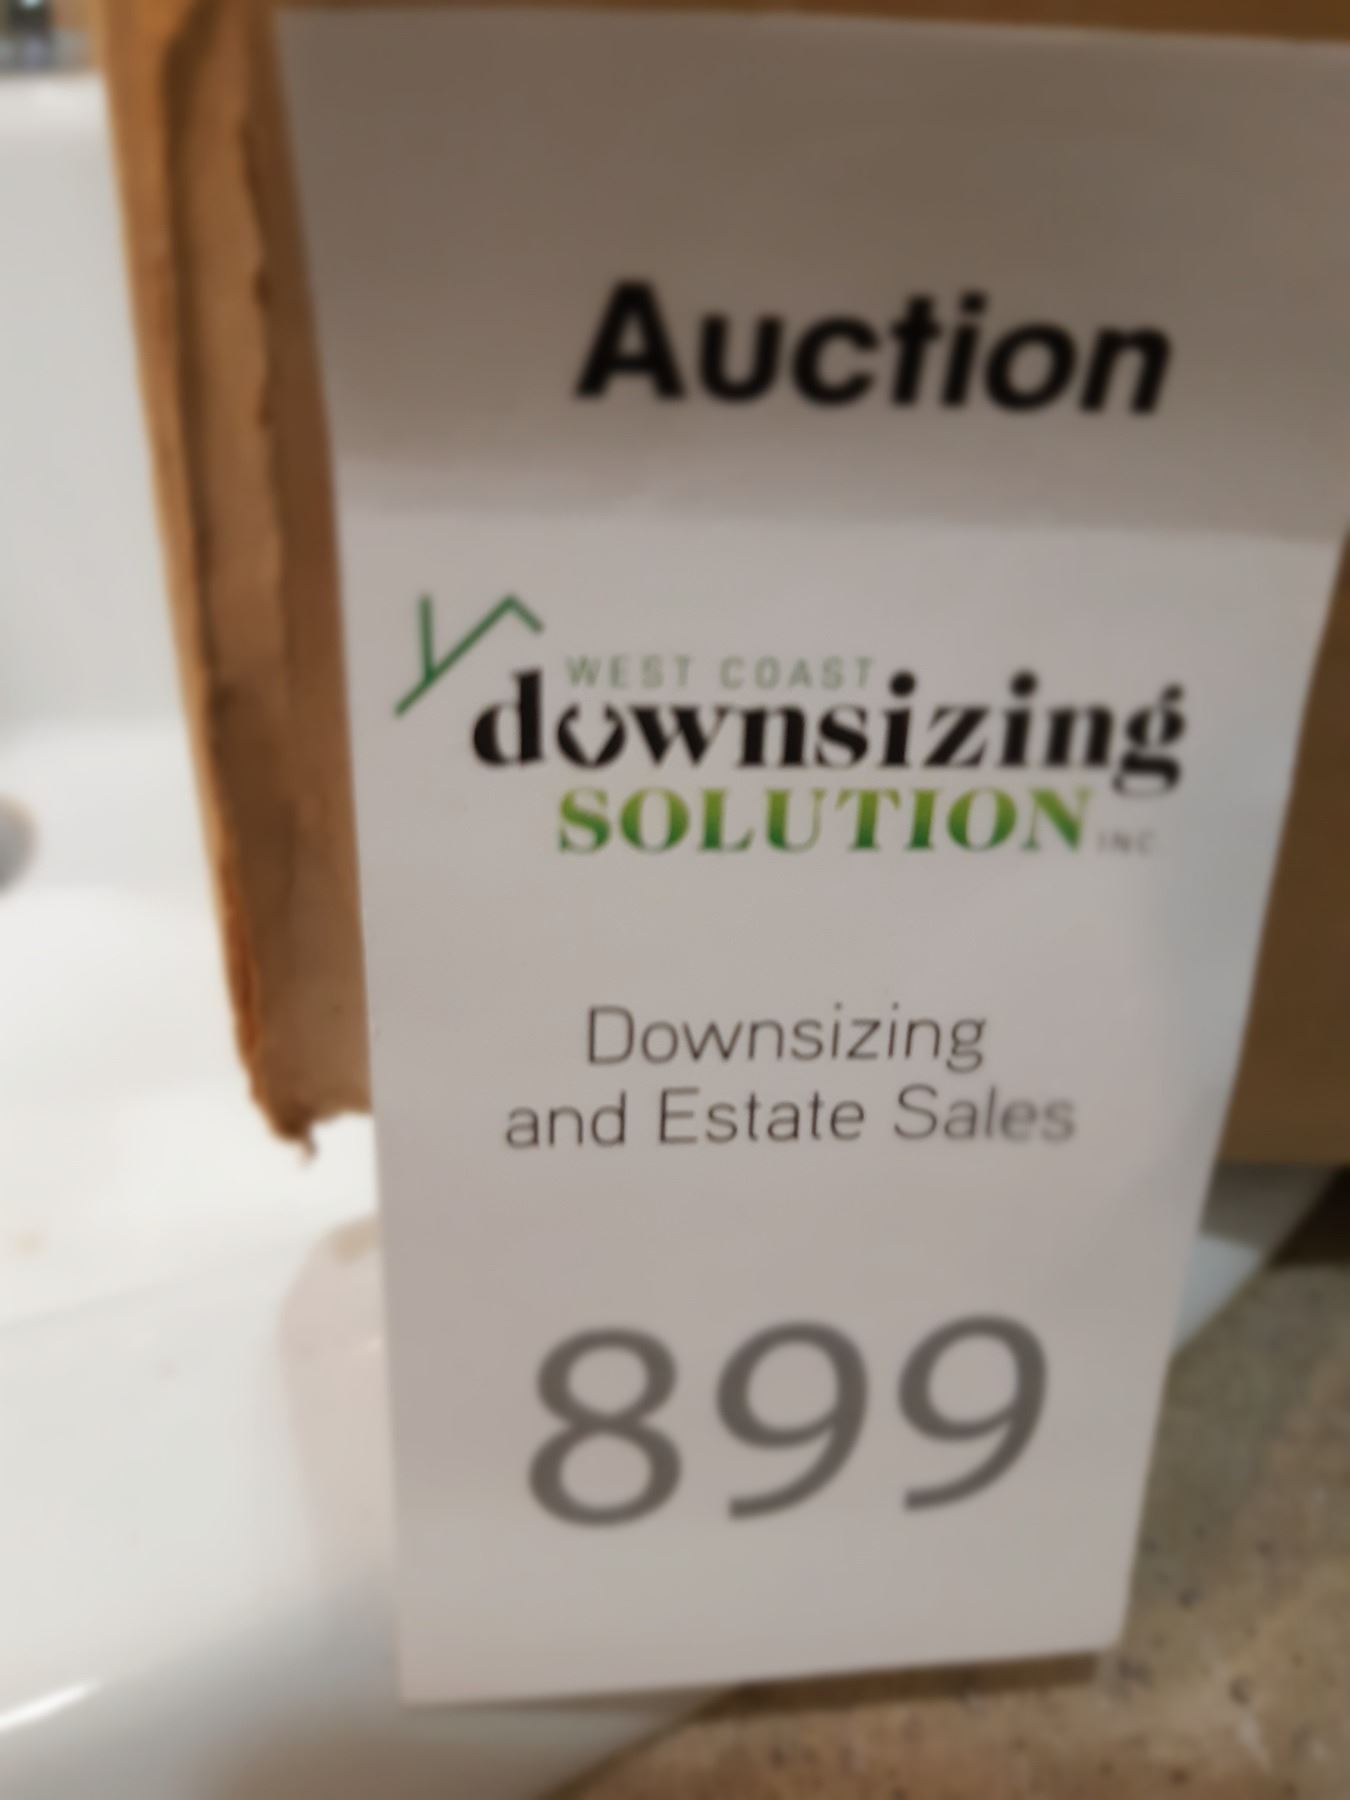 Auction
WEST COAST
downsizing
SOLUTION INC.
Downsizing
and Estate Sales
899